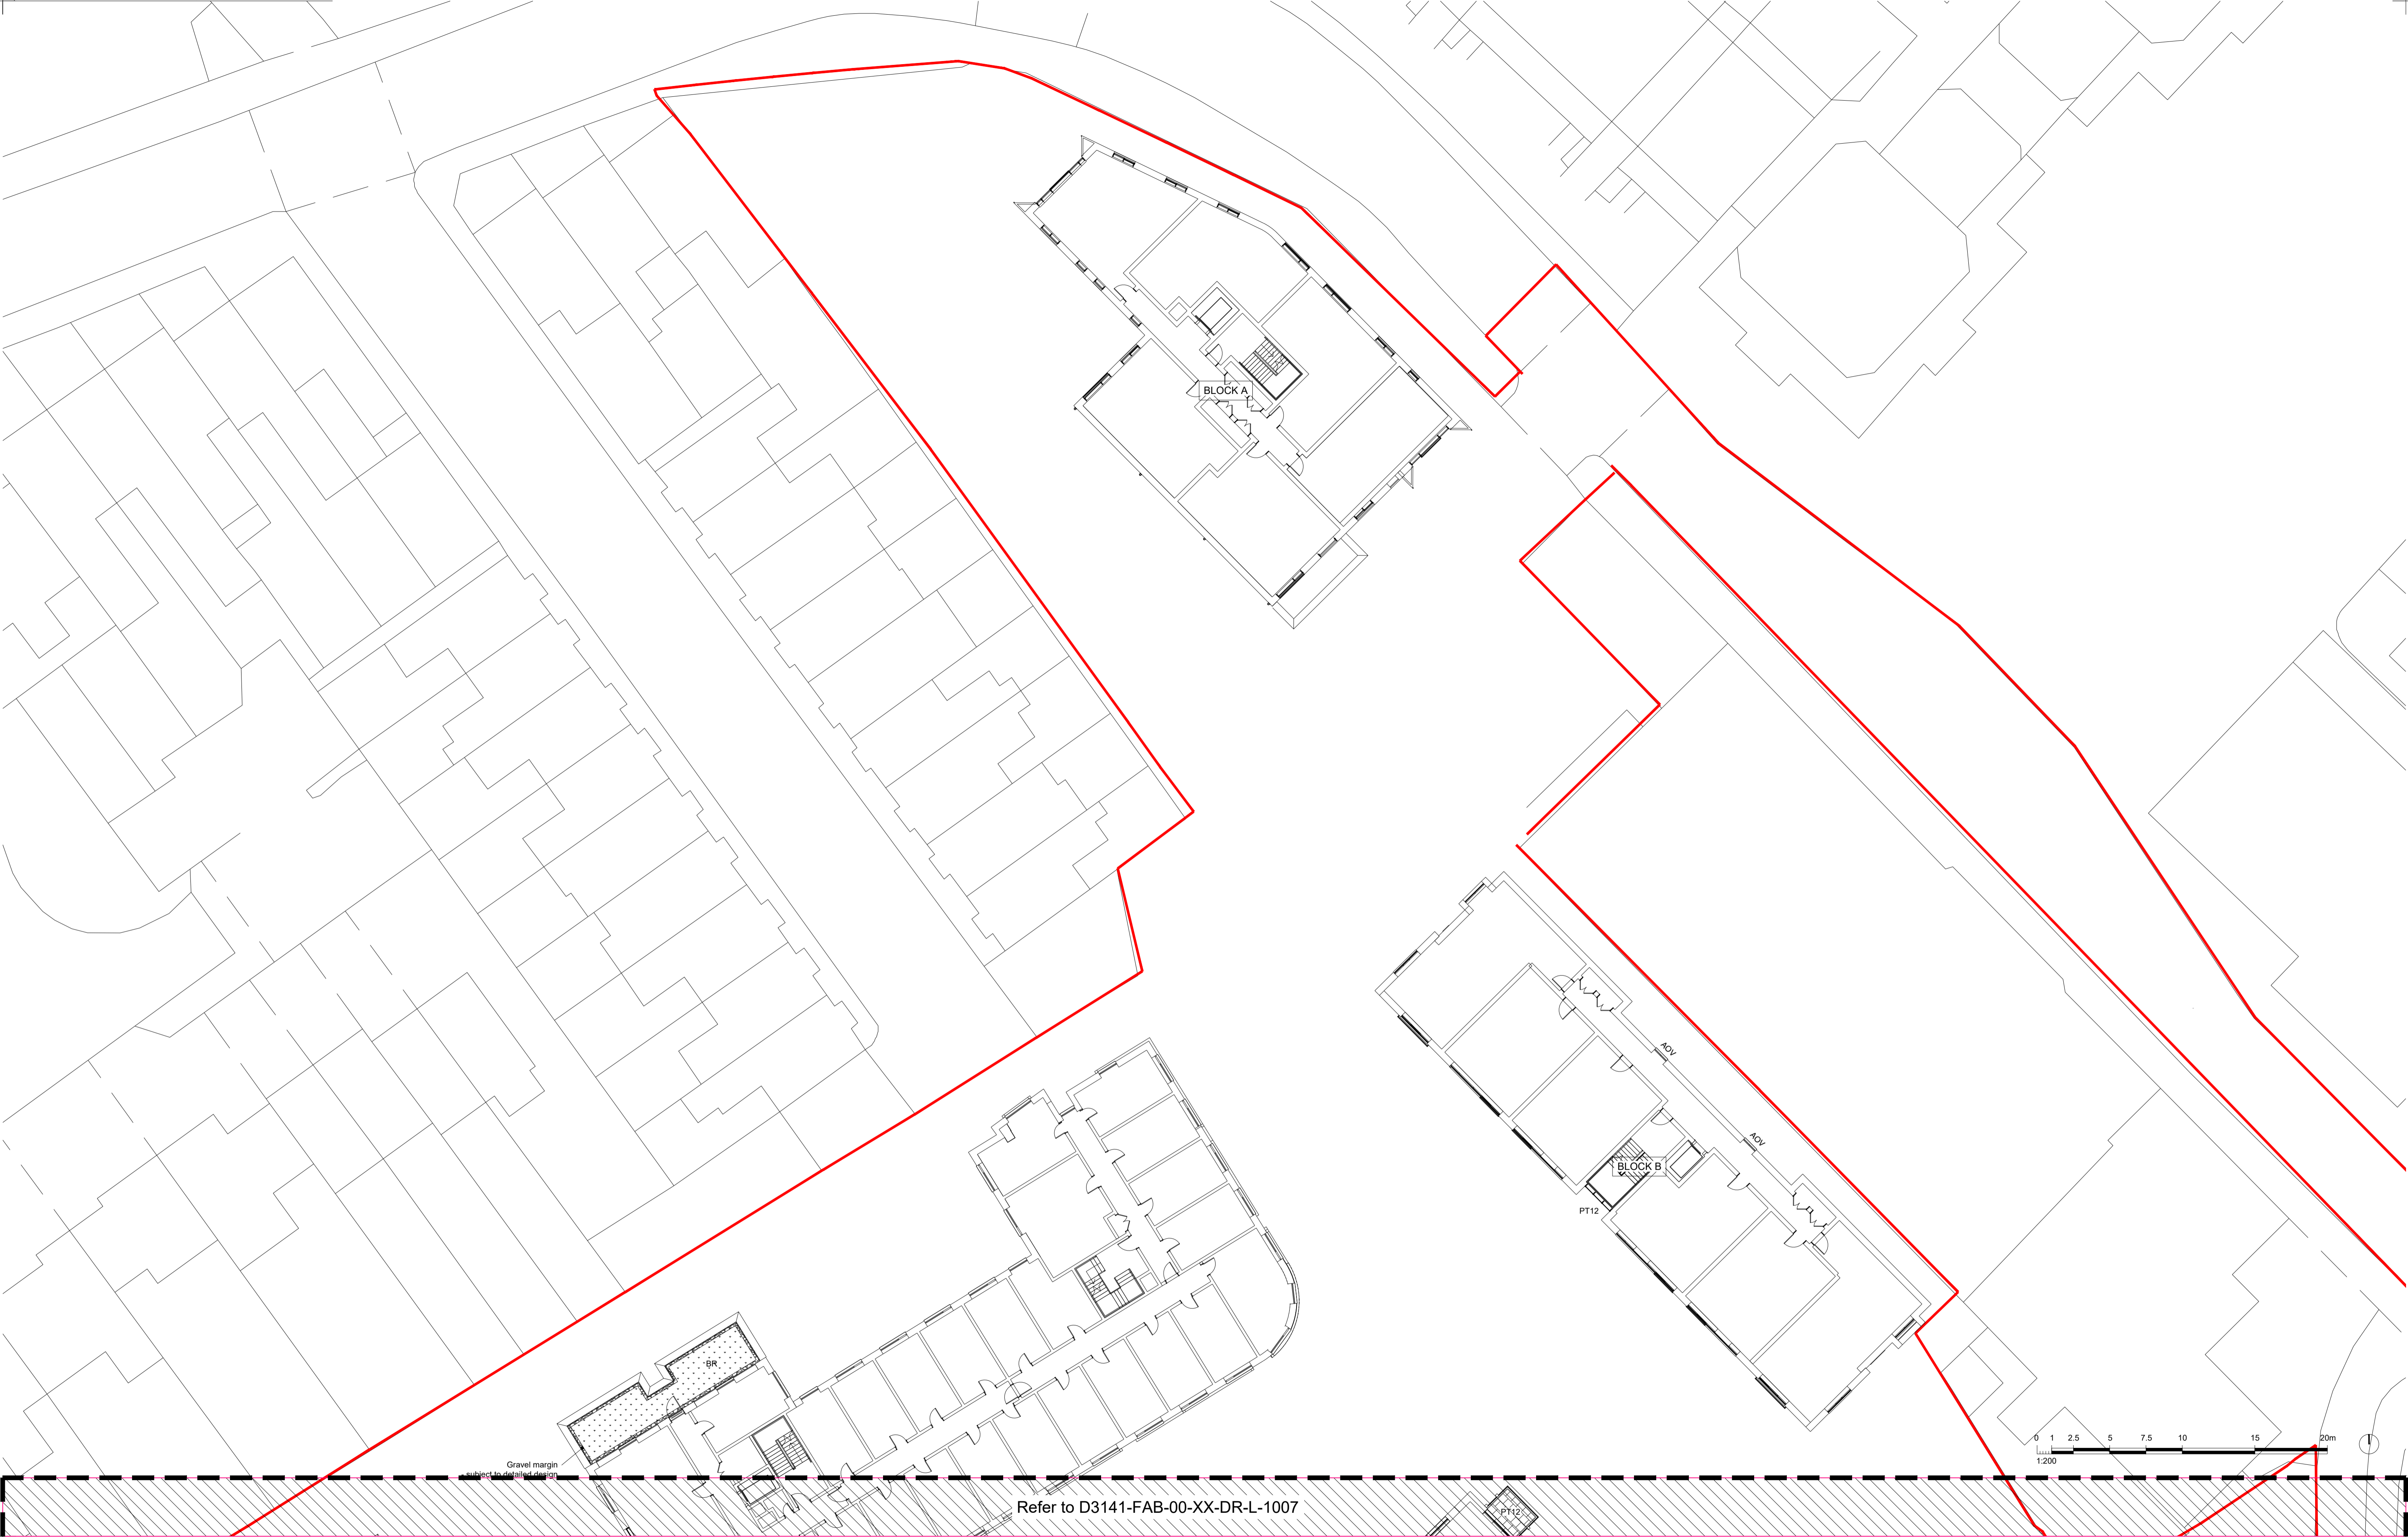 BLOCK A
AOV
AOV
BLOCK B
PT12
BR
Gravel margin
- subject to detailed design
0 1 2.5 5 7.5 10 15 20m
1:200
Refer to D3141-FAB-00-XX-DR-L-1007
PT12